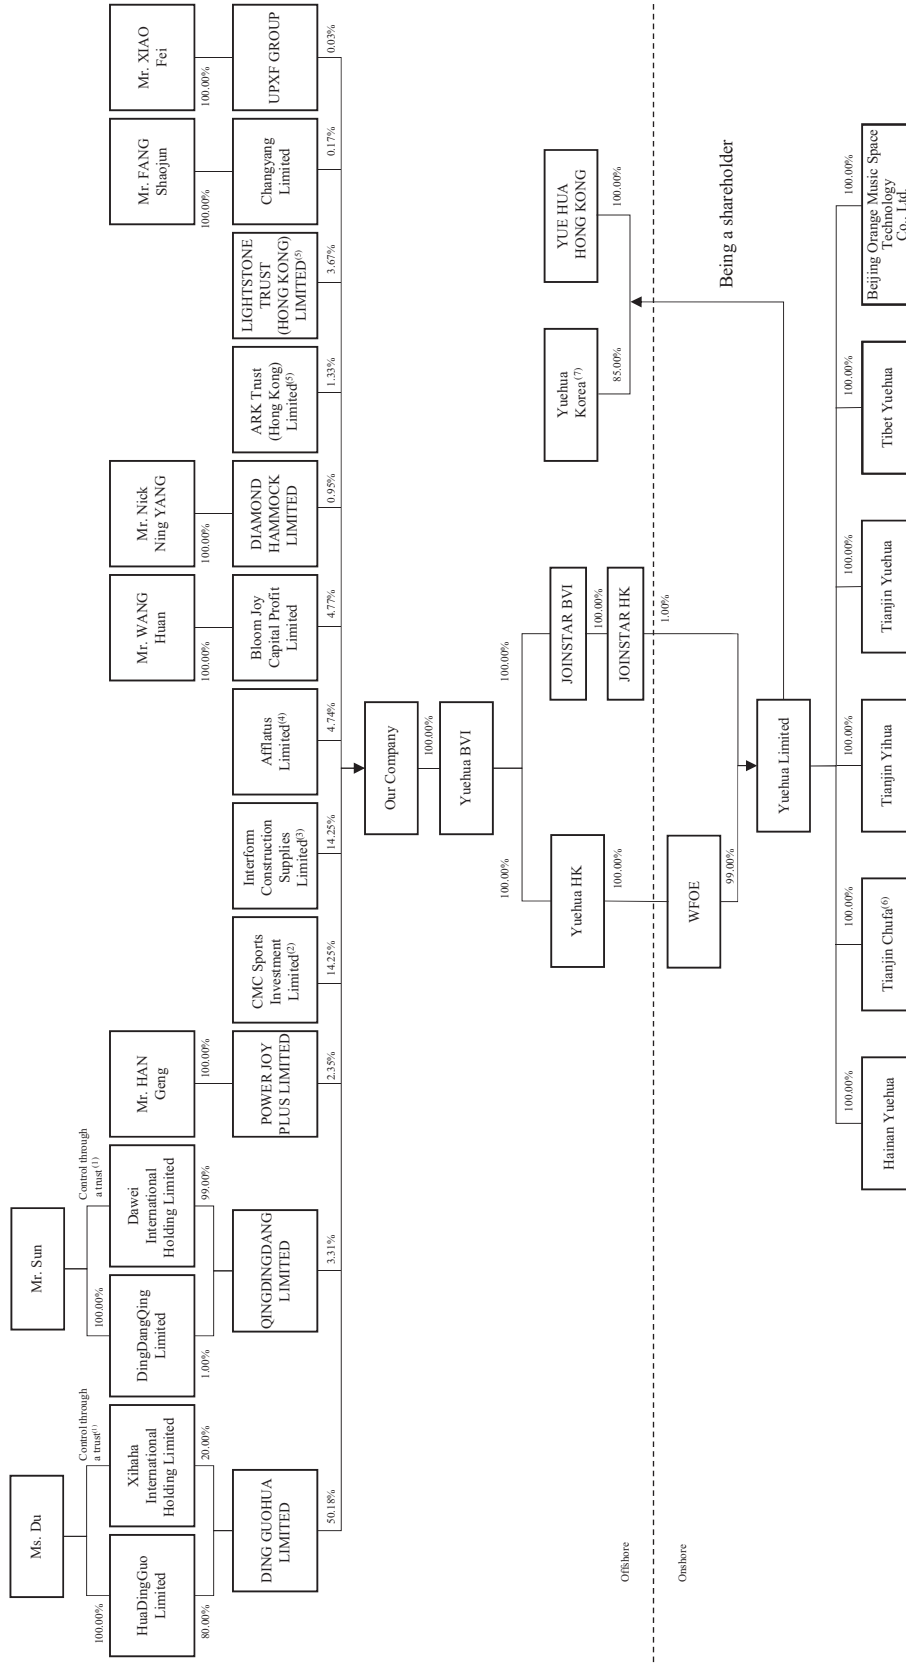 Ms. Du
Mr. Sun
100.00%
Control through
a trust(1)
100.00%
Control through
a trust(1)
HuaDingGuo
Limited
Xihaha
International
Holding Limited
DingDangQing
Limited
Dawei
International
Holding Limited
Mr. HAN
Geng
Mr. WANG
Huan
Mr. Nick
Ning YANG
Mr. FANG
Shaojun
Mr. XIAO
Fei
80.00%
20.00%
1.00%
99.00%
100.00%
100.00%
100.00%
100.00%
100.00%
DING GUOHUA
LIMITED
QINGDINGDANG
LIMITED
POWER JOY
PLUS LIMITED
CMC Sports
Investment
Limited(2)
Interform
Construction
Supplies
Limited(3)
Afflatus
Limited(4)
Bloom Joy
Capital Profit
Limited
DIAMOND
HAMMOCK
LIMITED
ARK Trust
(Hong Kong)
Limited(5)
LIGHTSTONE
TRUST
(HONG KONG)
LIMITED(5)
Changyang
Limited
UPXF GROUP
50.18%
3.31%
2.35%
14.25%
14.25%
4.74%
4.77%
0.95%
1.33%
3.67%
0.17%
0.03%
Our Company
100.00%
Yuehua BVI
100.00%
100.00%
Yuehua HK
JOINSTAR BVI
100.00%
JOINSTAR HK
Yuehua
Korea(7)
YUE HUA
HONG KONG
100.00%
85.00%
100.00%
Offshore
Onshore
1.00%
WFOE
99.00%
Being a shareholder
Yuehua Limited
100.00%
100.00%
100.00%
100.00%
100.00%
100.00%
Hainan Yuehua
Tianjin Chufa(6)
Tianjin Yihua
Tianjin Yuehua
Tibet Yuehua
Beijing Orange Music Space
Technology
Co., Ltd.